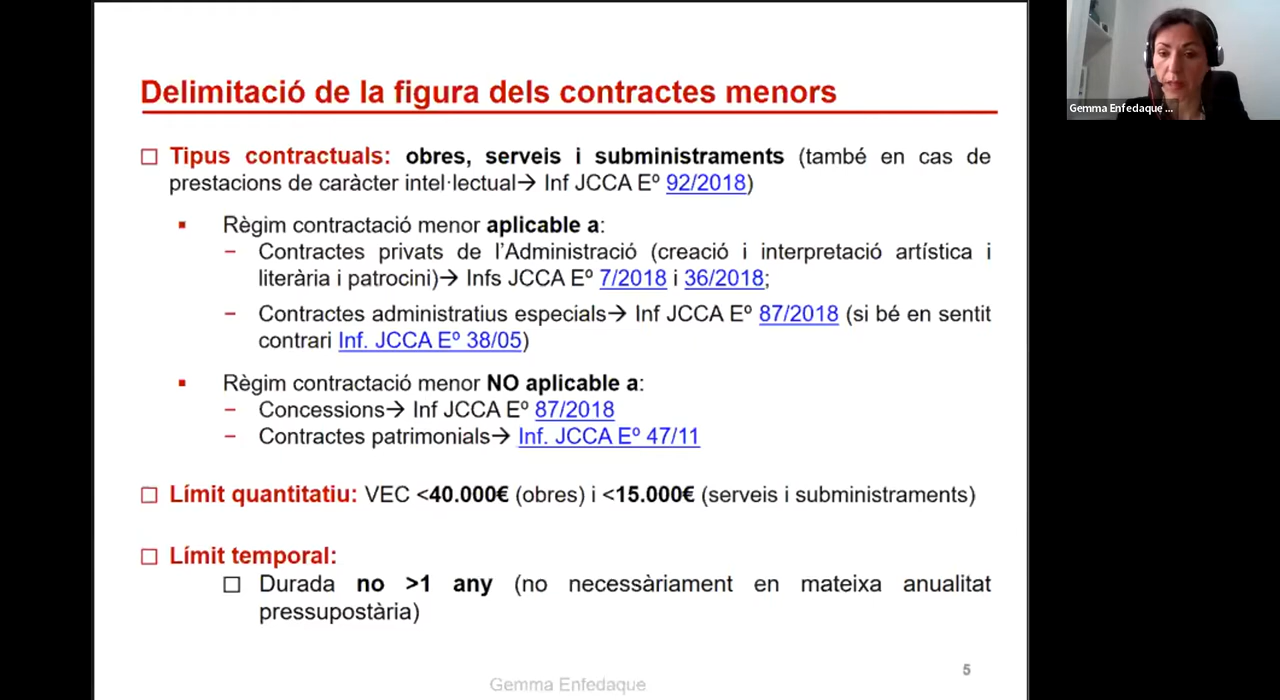 Delimitació de la figura dels contractes menors
Tipus contractuals: obres, serveis i subministraments (també en cas de
prestacions de caràcter intel·lectual→ Inf JCCA Eº 92/2018)
Règim contractació menor aplicable a:
− Contractes privats de l’Administració (creació i interpretació artística i
literària i patrocini)→ Infs JCCA Eº 7/2018 i 36/2018;
− Contractes administratius especials→ Inf JCCA Eº 87/2018 (si bé en sentit
contrari Inf. JCCA Eº 38/05)
Règim contractació menor NO aplicable a:
− Concessions→ Inf JCCA Eº 87/2018
− Contractes patrimonials→ Inf. JCCA Eº 47/11
Límit quantitatiu: VEC <40.000€ (obres) i <15.000€ (serveis i subministraments)
Límit temporal:
Durada no >1 any (no necessàriament en mateixa anualitat
pressupostària)
5
Gemma Enfedaque
Gemma Enfedaque ...